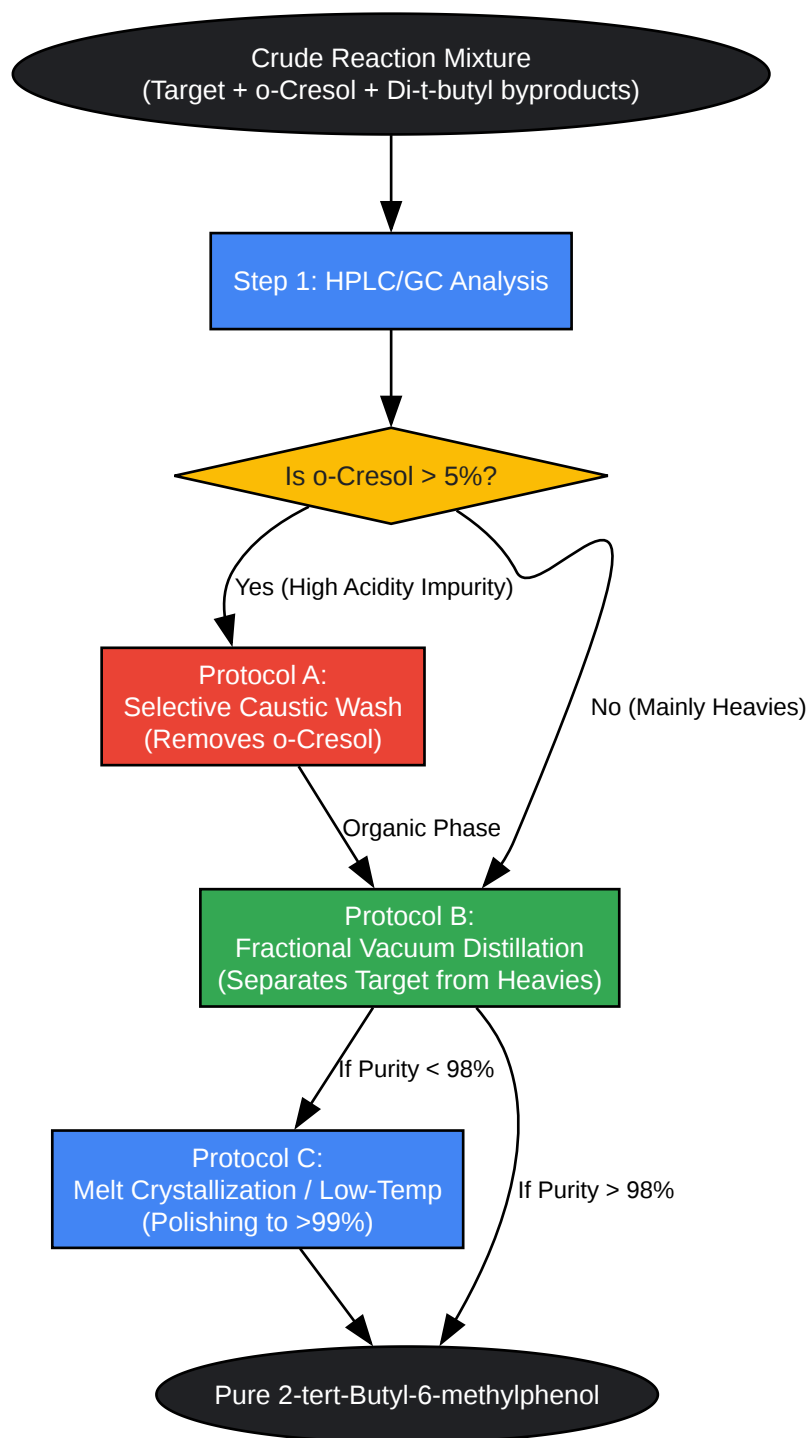 Crude Reaction Mixture
(Target + o-Cresol + Di-t-butyl byproducts)
Step 1: HPLC/GC Analysis
Is o-Cresol > 5%?
Yes (High Acidity Impurity)
Protocol A:
Selective Caustic Wash
(Removes o-Cresol)
No (Mainly Heavies)
Organic Phase
Protocol B:
Fractional Vacuum Distillation
(Separates Target from Heavies)
If Purity < 98%
Protocol C:
Melt Crystallization / Low-Temp
(Polishing to >99%)
If Purity > 98%
Pure 2-tert-Butyl-6-methylphenol